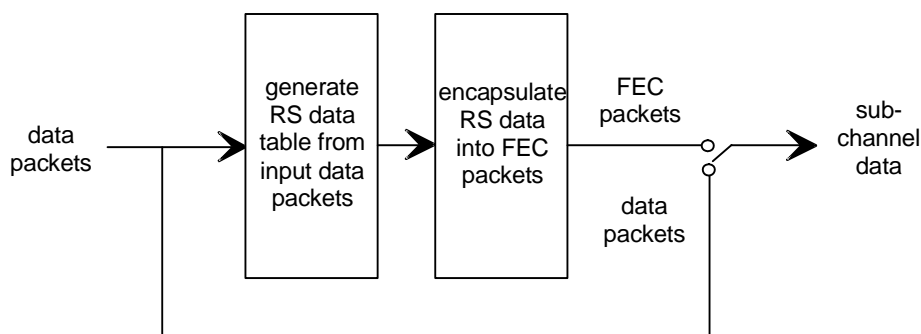 data
packets
generate
RS data
table from
input data
packets
encapsulate
RS data
into FEC
packets
FEC
packets
data
packets
sub-
channel
data